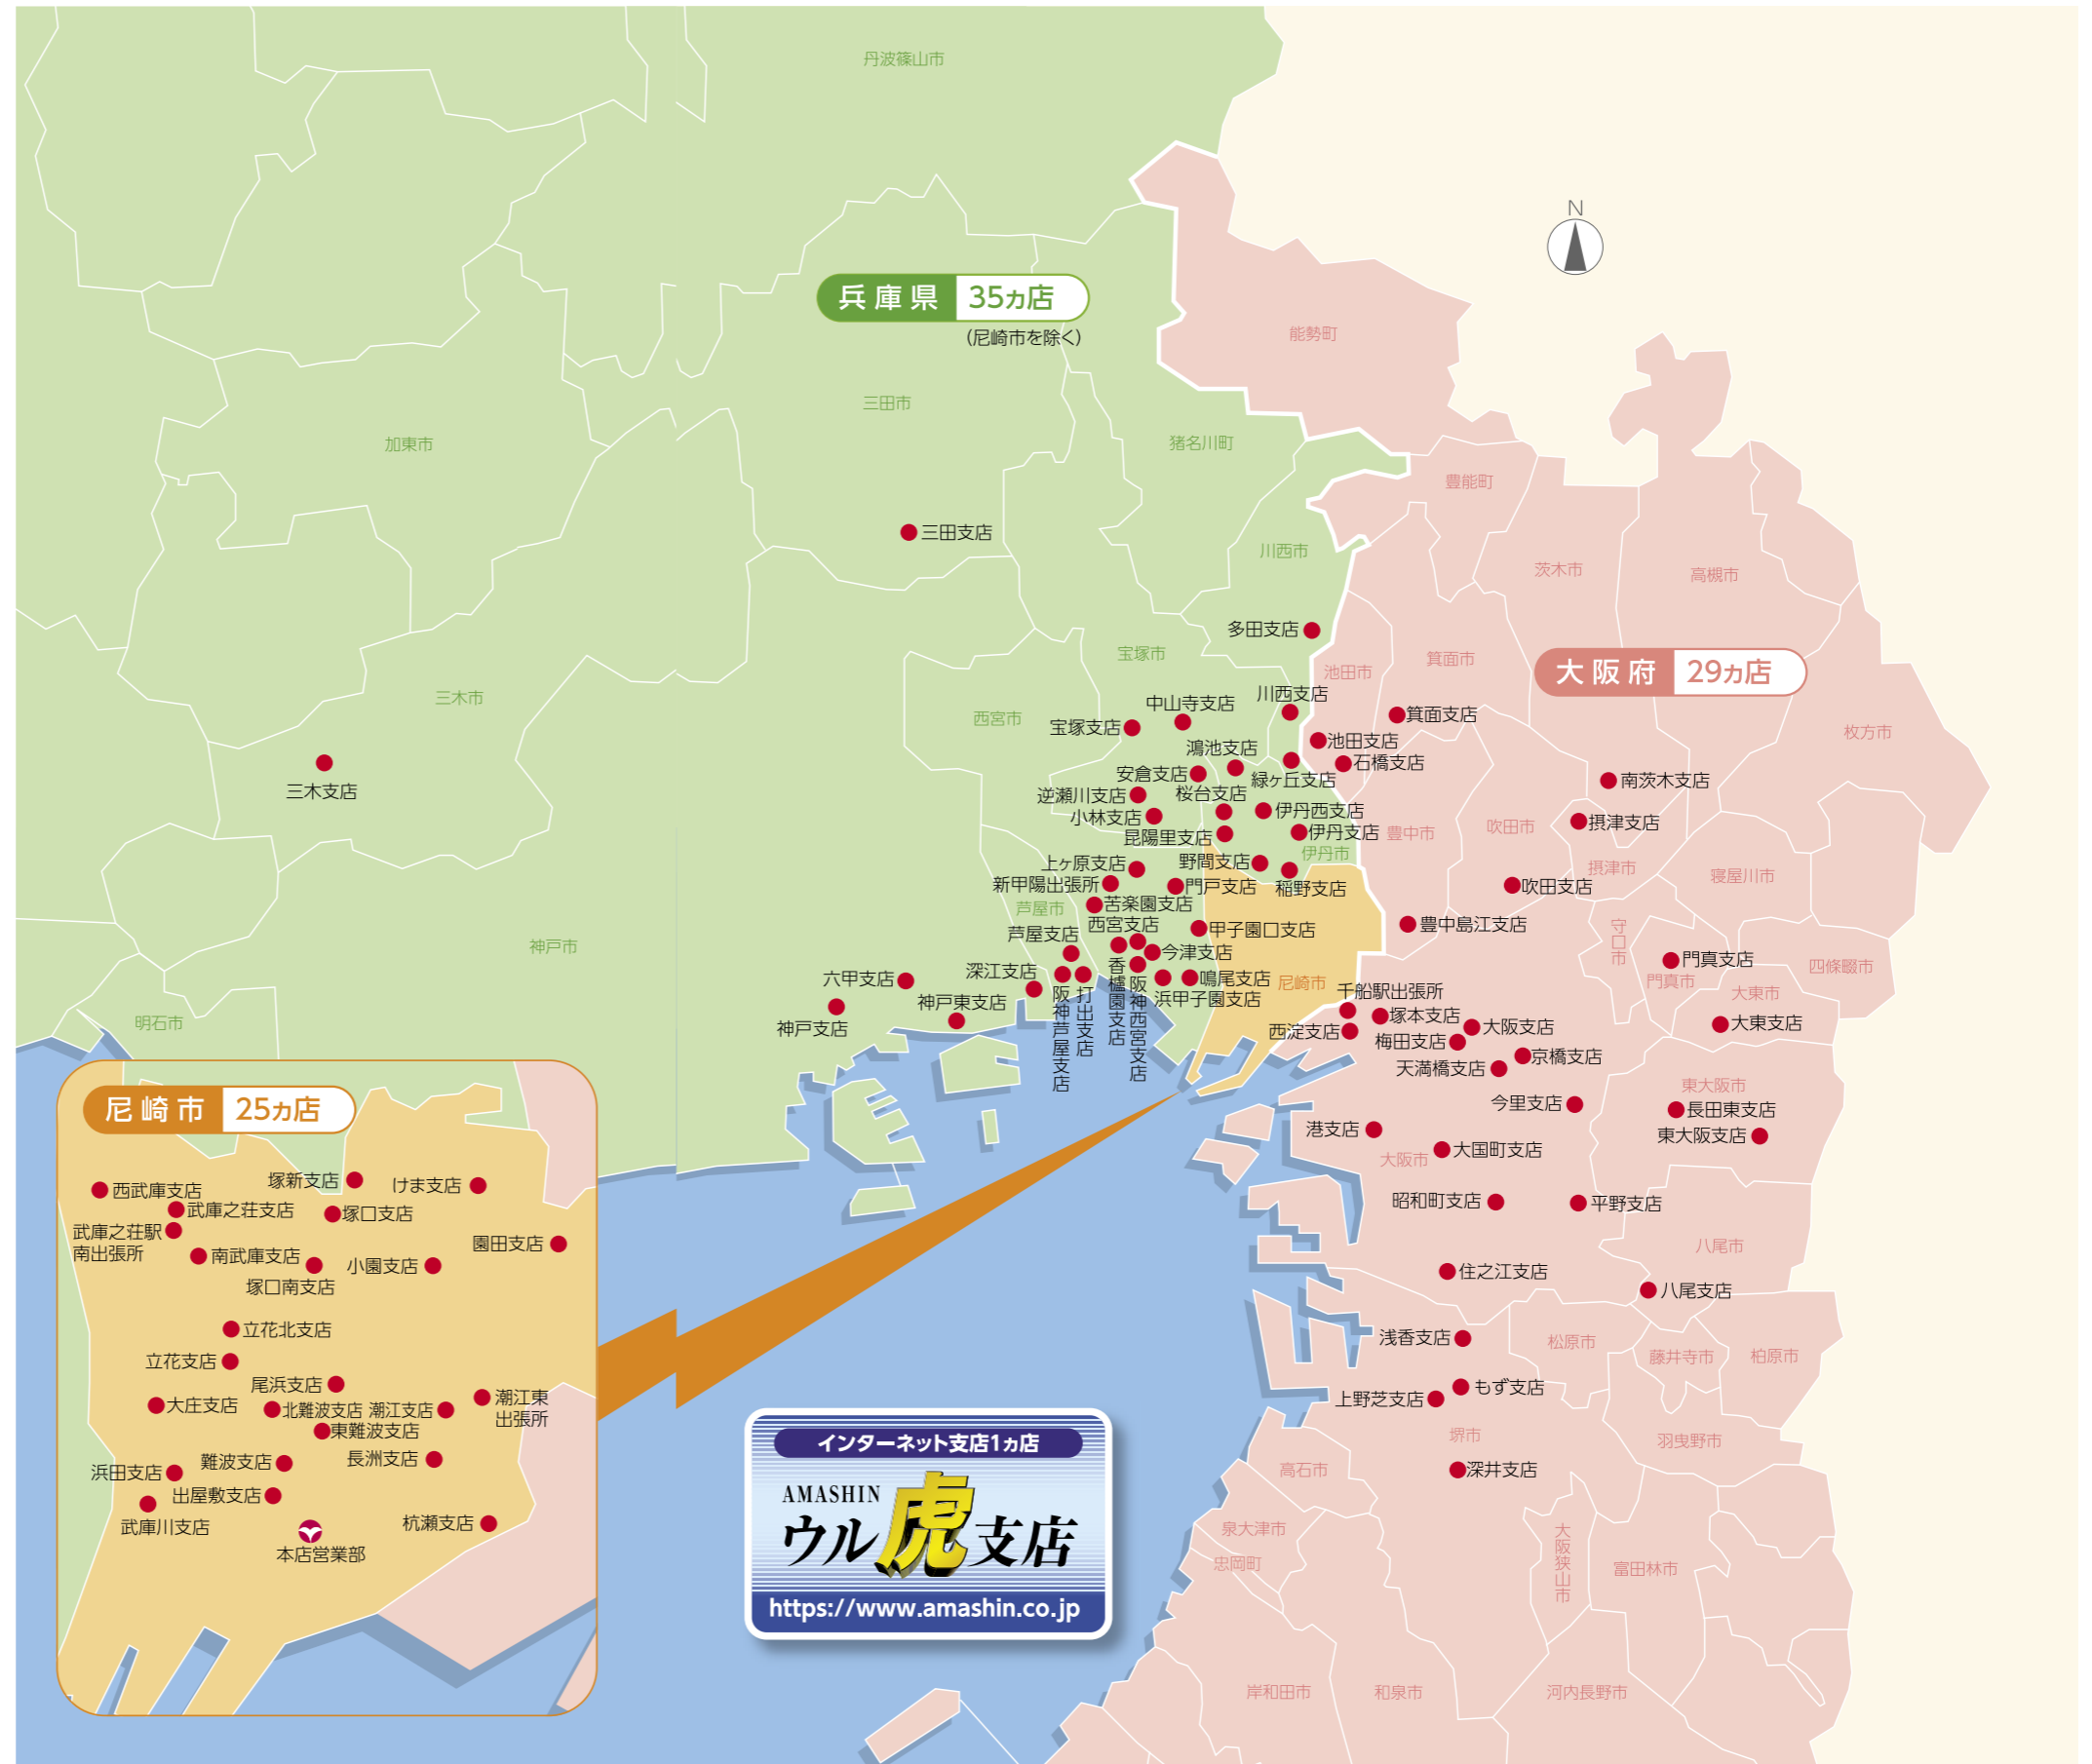 丹波篠山市
N
兵庫県 35ヵ店
(尼崎市を除く)
能勢町
三田市
加東市
猪名川町
豊能町
三田支店
川西市
茨木市
高槻市
多田支店
宝塚市
箕面市
池田市
大阪府 29ヵ店
三木市
西宮市
中山寺支店
川西支店
宝塚支店
箕面支店
枚方市
池田支店
鴻池支店
石橋支店
安倉支店
緑ヶ丘支店
南茨木支店
三木支店
逆瀬川支店
桜台支店
小林支店
伊丹西支店
摂津支店
昆陽里支店
伊丹支店
豊中市
吹田市
伊丹市
上ヶ原支店
野間支店
摂津市
寝屋川市
新甲陽出張所
門戸支店
稲野支店
吹田支店
芦屋市
苦楽園支店
西宮支店
甲子園口支店
豊中島江支店
芦屋支店
守口市
神戸市
今津支店
門真支店
四條畷市
六甲支店
深江支店
鳴尾支店
尼崎市
門真市
大東市
神戸東支店
浜甲子園支店
千船駅出張所
香櫨園支店
阪神西宮支店
阪神芦屋支店
打出支店
明石市
神戸支店
塚本支店
大東支店
西淀支店
大阪支店
梅田支店
京橋支店
天満橋支店
東大阪市
今里支店
長田東支店
港支店
東大阪支店
大国町支店
大阪市
昭和町支店
平野支店
八尾市
住之江支店
八尾支店
浅香支店
松原市
藤井寺市
柏原市
もず支店
上野芝支店
堺市
羽曳野市
高石市
深井支店
泉大津市
忠岡町
大阪狭山市
富田林市
岸和田市
和泉市
河内長野市
尼崎市 25ヵ店
塚新支店
けま支店
西武庫支店
武庫之荘支店
塚口支店
武庫之荘駅
南出張所
園田支店
南武庫支店
小園支店
塚口南支店
立花北支店
立花支店
尾浜支店
大庄支店
北難波支店
潮江支店
潮江東
出張所
東難波支店
難波支店
長洲支店
浜田支店
出屋敷支店
武庫川支店
杭瀬支店
本店営業部
インターネット支店1ヵ店
AMASHIN
ウル虎支店
https://www.amashin.co.jp